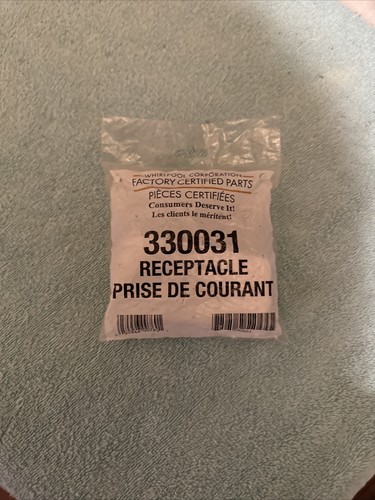 WHIRLPOOL CORPORATION
FACTORY CERTIFIED PARTS
PIÈCES CERTIFIÉES
Consumers Deserve It!
Les clients le méritent!
330031
RECEPTACLE
PRISE DE COURANT